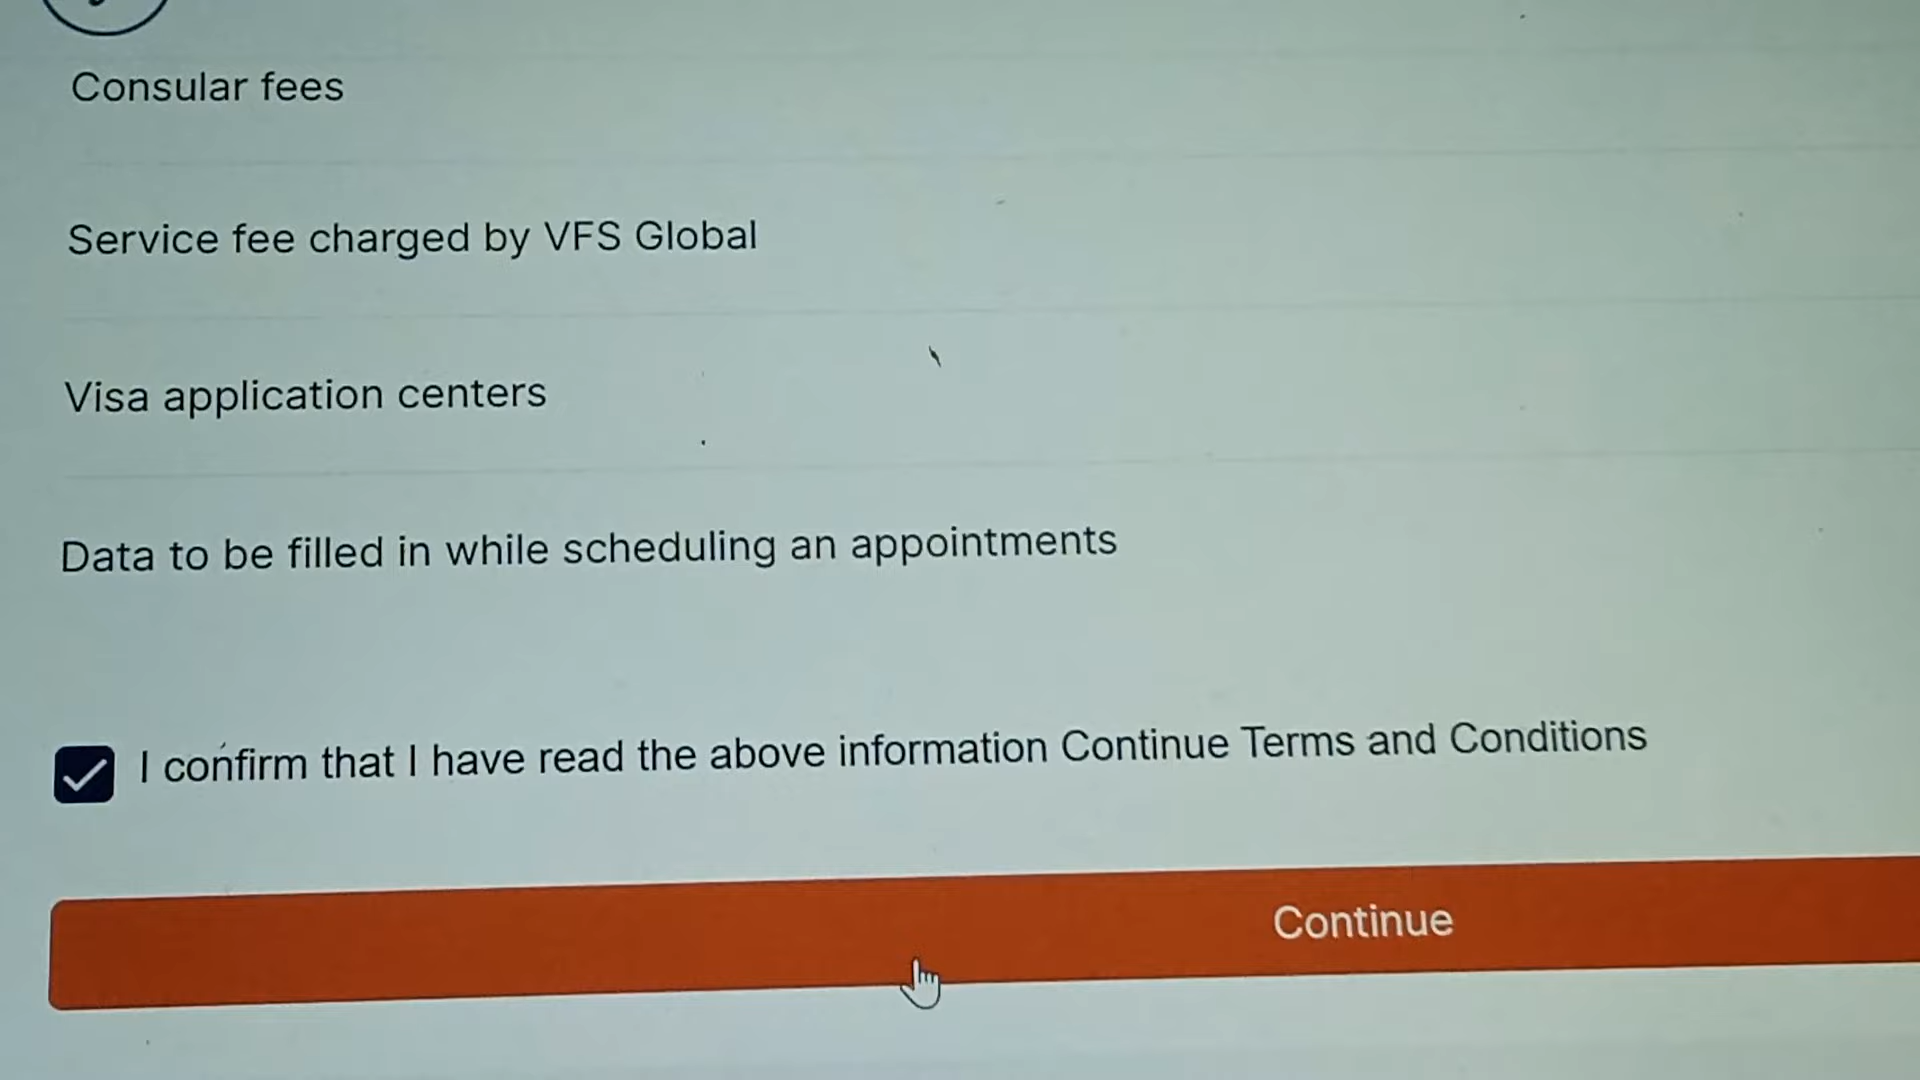 Consular fees
Service fee charged by VFS Global
Visa application centers
Data to be filled in while scheduling an appointments
I confirm that I have read the above information Continue Terms and Conditions
Continue